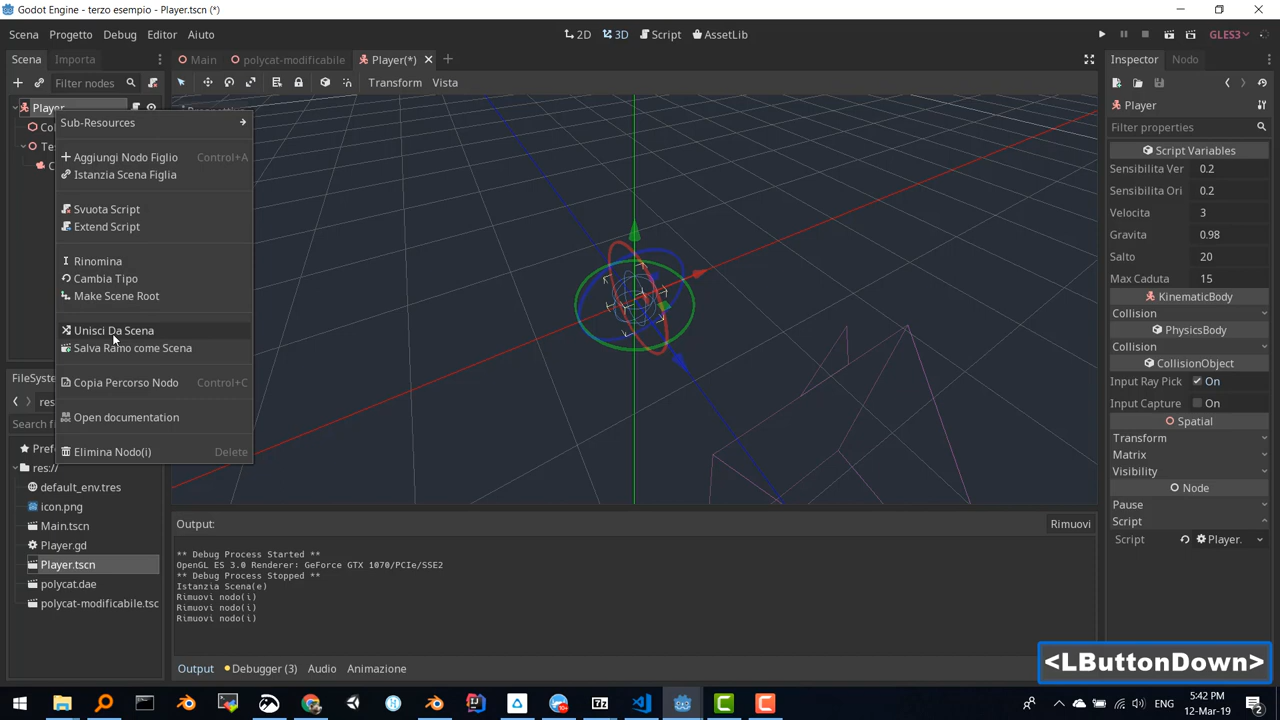 Godot Engine - terzo esempio - Player.tscn (*)
Scena Progetto Debug Editor Aiuto
2D 3D Script AssetLib
GLES3
Scena Importa
Main polycat-modificabile Player(*)
Inspector Nodo
Filter nodes
Transform Vista
Player
Player
Filter properties
Sub-Resources
Aggiungi Nodo Figlio Control+A
Istanzia Scena Figlia
Svuota Script
Extend Script
Rinomina
Cambia Tipo
Make Scene Root
Unisci Da Scena
Salva Ramo come Scena
Copia Percorso Nodo Control+C
Open documentation
Elimina Nodo(i) Delete
Script Variables
Sensibilita Ver 0.2
Sensibilita Ori 0.2
Velocita 3
Gravita 0.98
Salto 20
Max Caduta 15
KinematicBody
Collision
PhysicsBody
Collision
CollisionObject
Input Ray Pick On
Input Capture On
Spatial
Transform
Matrix
Visibility
Node
Pause
Script
Script Player.
FileSyste
res
Search f
Prefe
res://
default_env.tres
icon.png
Main.tscn
Player.gd
Player.tscn
polycat.dae
polycat-modificabile.tsc
Output: Rimuovi
** Debug Process Started **
OpenGL ES 3.0 Renderer: GeForce GTX 1070/PCIe/SSE2
** Debug Process Stopped **
Istanzia Scena(e)
Rimuovi nodo(i)
Rimuovi nodo(i)
Rimuovi nodo(i)
Output Debugger (3) Audio Animazione
<LButtonDown>
ENG
5:42 PM
12-Mar-19
2